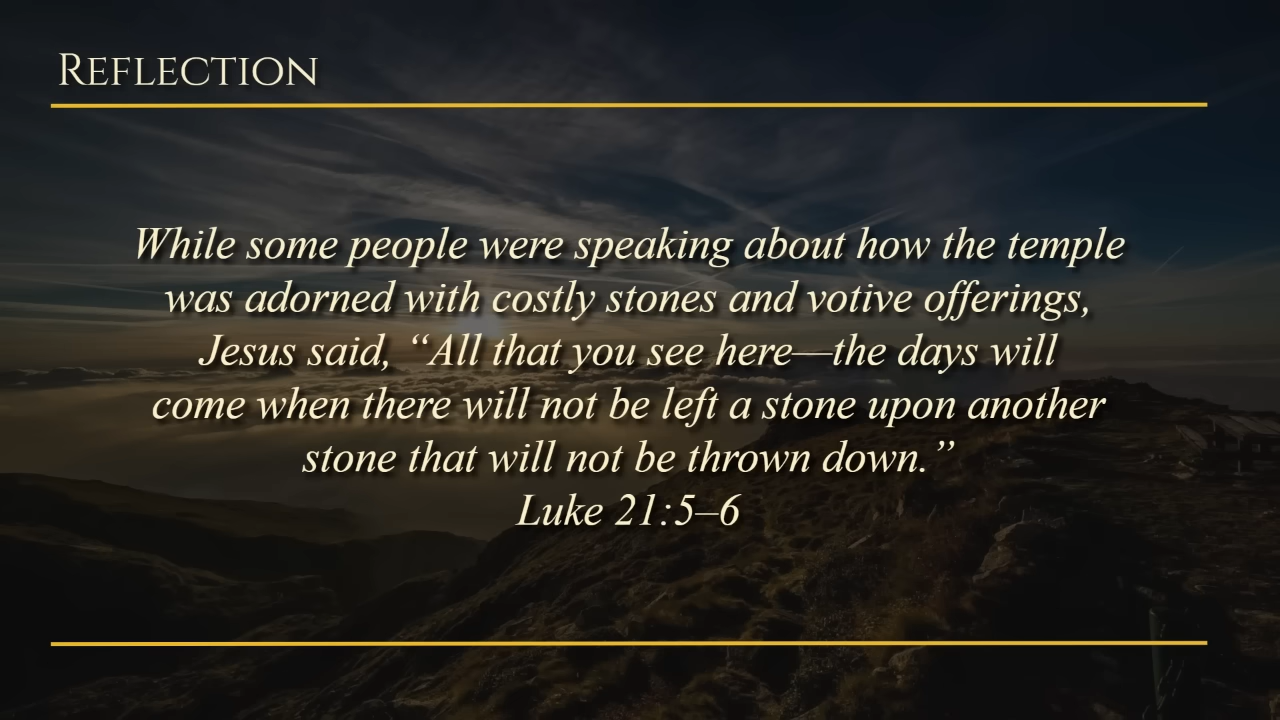 Reflection
While some people were speaking about how the temple
was adorned with costly stones and votive offerings,
Jesus said, “All that you see here—the days will
come when there will not be left a stone upon another
stone that will not be thrown down.”
Luke 21:5–6